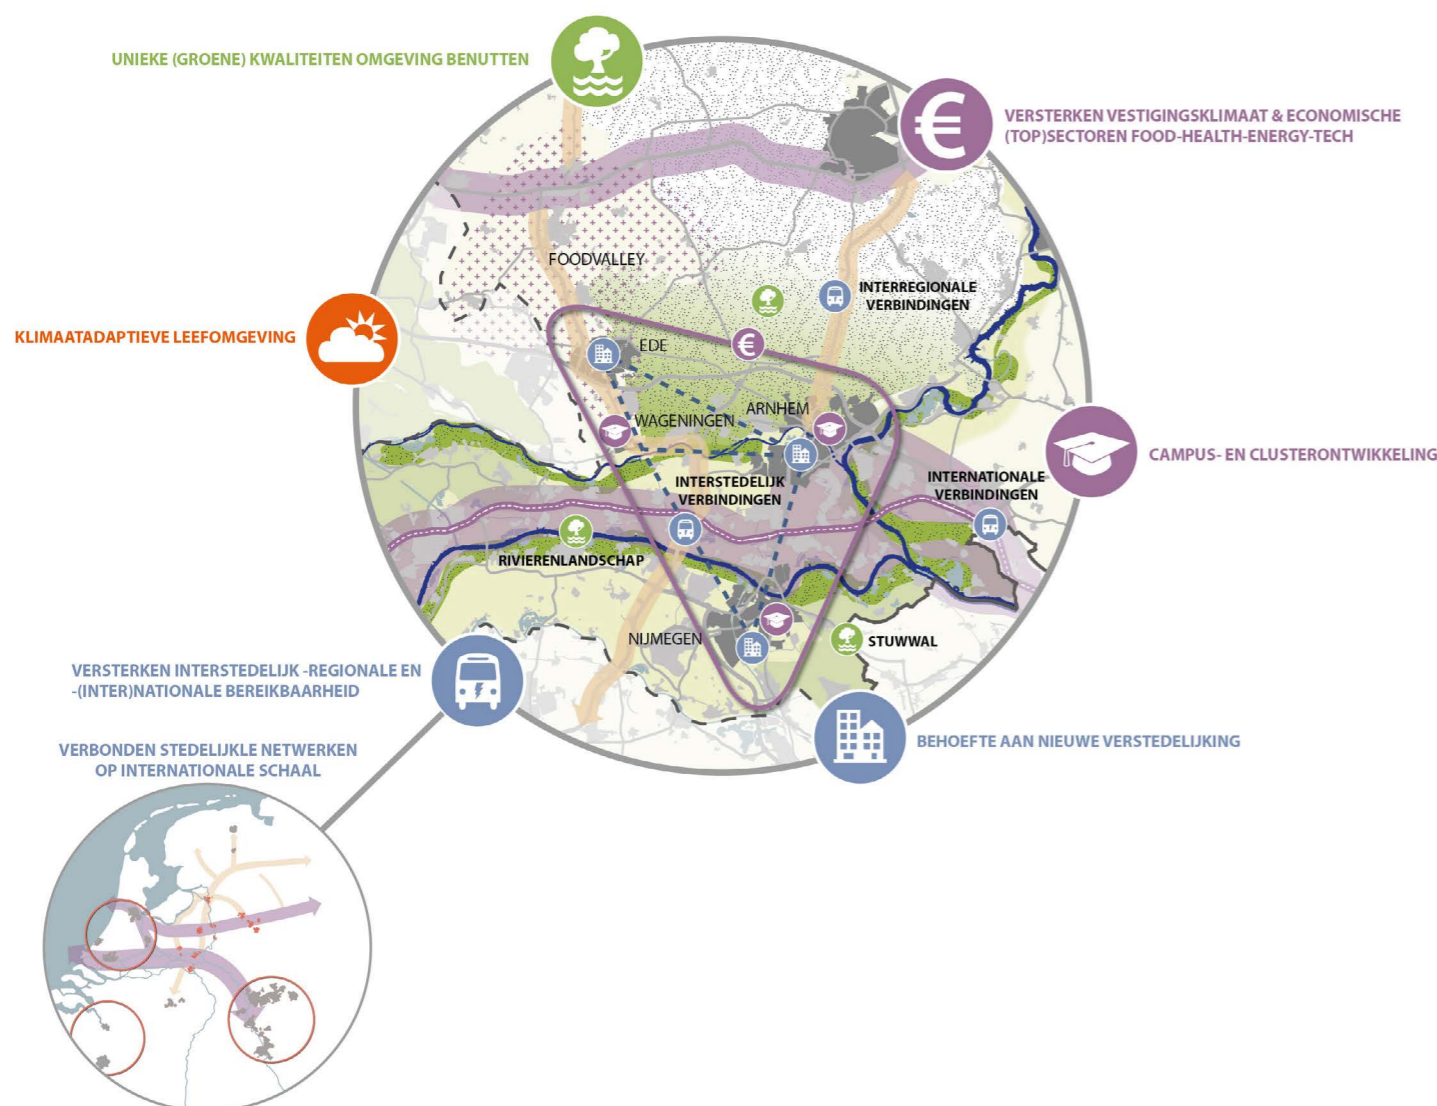 UNIEKE (GROENE) KWALITEITEN OMGEVING BENUTTEN
VERSTERKEN VESTIGINGSKLIMAAT & ECONOMISCHE
(TOP)SECTOREN FOOD-HEALTH-ENERGY-TECH
FOODVALLEY
INTERREGIONALE
VERBINDINGEN
KLIMAATADAPTIEVE LEEFOMGEVING
EDE
WAGENINGEN
ARNHEM
CAMPUS- EN CLUSTERONTWIKKELING
INTERSTEDELIJK
VERBINDINGEN
INTERNATIONALE
VERBINDINGEN
RIVIERENLANDSCHAP
NIJMEGEN
STUWWAL
VERSTERKEN INTERSTEDELIJK -REGIONALE EN
-(INTER)NATIONALE BEREIKBAARHEID
BEHOEFTE AAN NIEUWE VERSTEDELIJKING
VERBONDEN STEDELIJKLE NETWERKEN
OP INTERNATIONALE SCHAAL